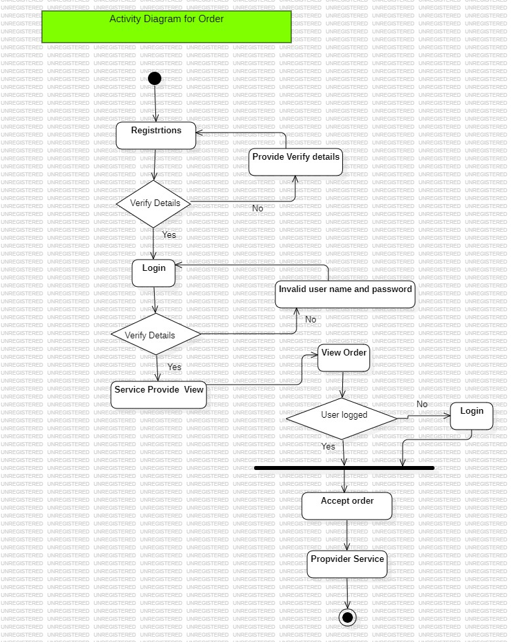 Activity Diagram for Order
Registrtions
Provide Verify details
Verify Details
No
Yes
Login
Invalid user name and password
No
Verify Details
Yes
View Order
Service Provide View
User logged
No
Login
Yes
Accept order
Propvider Service